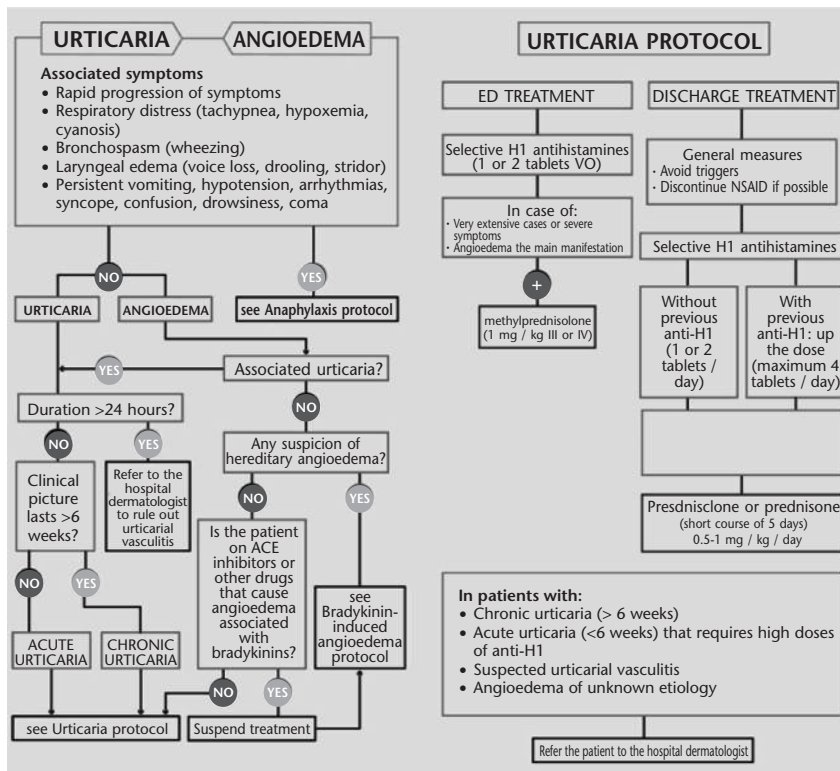 URTICARIA
ANGIOEDEMA
Associated symptoms
• Rapid progression of symptoms
• Respiratory distress (tachypnea, hypoxemia,
cyanosis)
• Bronchospasm (wheezing)
• Laryngeal edema (voice loss, drooling, stridor)
• Persistent vomiting, hypotension, arrhythmias,
syncope, confusion, drowsiness, coma
NO
YES
URTICARIA
ANGIOEDEMA
see Anaphylaxis protocol
YES
Associated urticaria?
Duration >24 hours?
NO
NO
YES
Any suspicion of
hereditary angioedema?
Clinical
picture
lasts >6
weeks?
Refer to the
hospital
dermatologist
to rule out
urticarial
vasculitis
NO
YES
Is the patient
on ACE
inhibitors or
other drugs
that cause
angioedema
associated
with
bradykinins?
NO
YES
see
Bradykinin-
induced
angioedema
protocol
ACUTE
URTICARIA
CHRONIC
URTICARIA
NO
YES
see Urticaria protocol
Suspend treatment
URTICARIA PROTOCOL
ED TREATMENT
Selective H1 antihistamines
(1 or 2 tablets VO)
In case of:
· Very extensive cases or severe
symptoms
· Angioedema the main manifestation
+
methylprednisolone
(1 mg / kg III or IV)
DISCHARGE TREATMENT
General measures
· Avoid triggers
· Discontinue NSAID if possible
Selective H1 antihistamines
Without
previous
anti-H1
(1 or 2
tablets /
day)
With
previous
anti-H1: up
the dose
(maximum 4
tablets / day)
Presdnisclone or prednisone
(short course of 5 days)
0.5-1 mg / kg / day
In patients with:
• Chronic urticaria (> 6 weeks)
• Acute urticaria (<6 weeks) that requires high doses
of anti-H1
• Suspected urticarial vasculitis
• Angioedema of unknown etiology
Refer the patient to the hospital dermatologist